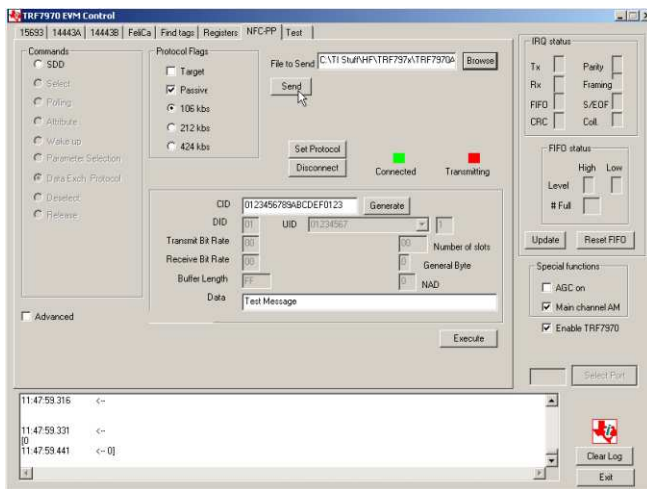 TRF7970 EVM Control
15693 14443A 14443B FeliCa Find tags Registers NFC-PP Test
Commands
SDD
Select
Polling
Attribute
Wake up
Parameter Selection
Data Exch. Protocol
Deselect
Release
Advanced
Protocol Flags
Target
Passive
106 kbs
212 kbs
424 kbs
File to Send C:\TI Stuff\HF\TRF797x\TRF7970A Browse
Send
Set Protocol
Disconnect
Connected Transmitting
CID 0123456789ABCDEF0123 Generate
DID 01 UID 01234567 1
Transmit Bit Rate 00 00 Number of slots
Receive Bit Rate 00 0 General Byte
Buffer Length FF 0 NAD
Data Test Message
Execute
IRQ status
Tx Parity
Rx Framing
FIFO S/EOF
CRC Coll.
FIFO status
High Low
Level
# Full
Update Reset FIFO
Special functions
AGC on
Main channel AM
Enable TRF7970
Select Port
11:47:59.316 <--
11:47:59.331 <--
[0
11:47:59.441 <-- 0]
Clear Log
Exit